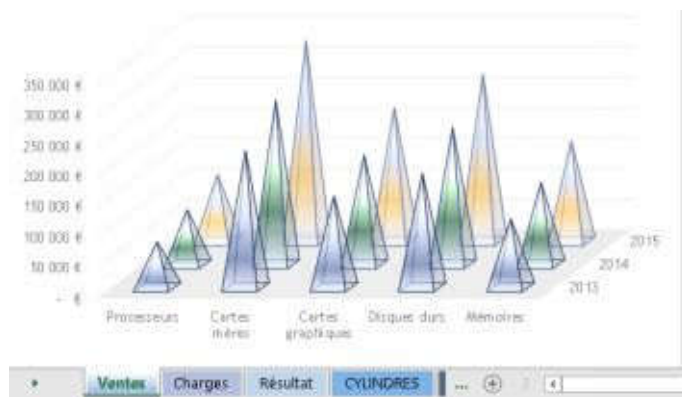 350 000 €
300 000 €
250 000 €
200 000 €
150 000 €
100 000 €
50 000 €
- €
2015
2014
2013
Processeurs
Cartes mères
Cartes graphiques
Disques durs
Mémoires
Ventes
Charges
Résultat
CYLINDRES
...